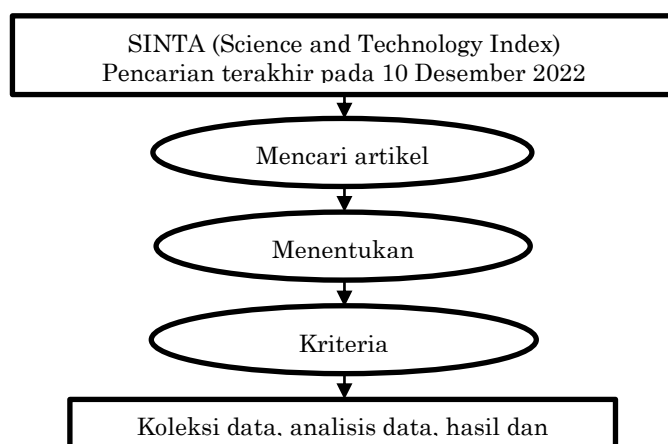 SINTA (Science and Technology Index)
Pencarian terakhir pada 10 Desember 2022
Mencari artikel
Menentukan
Kriteria
Koleksi data, analisis data, hasil dan